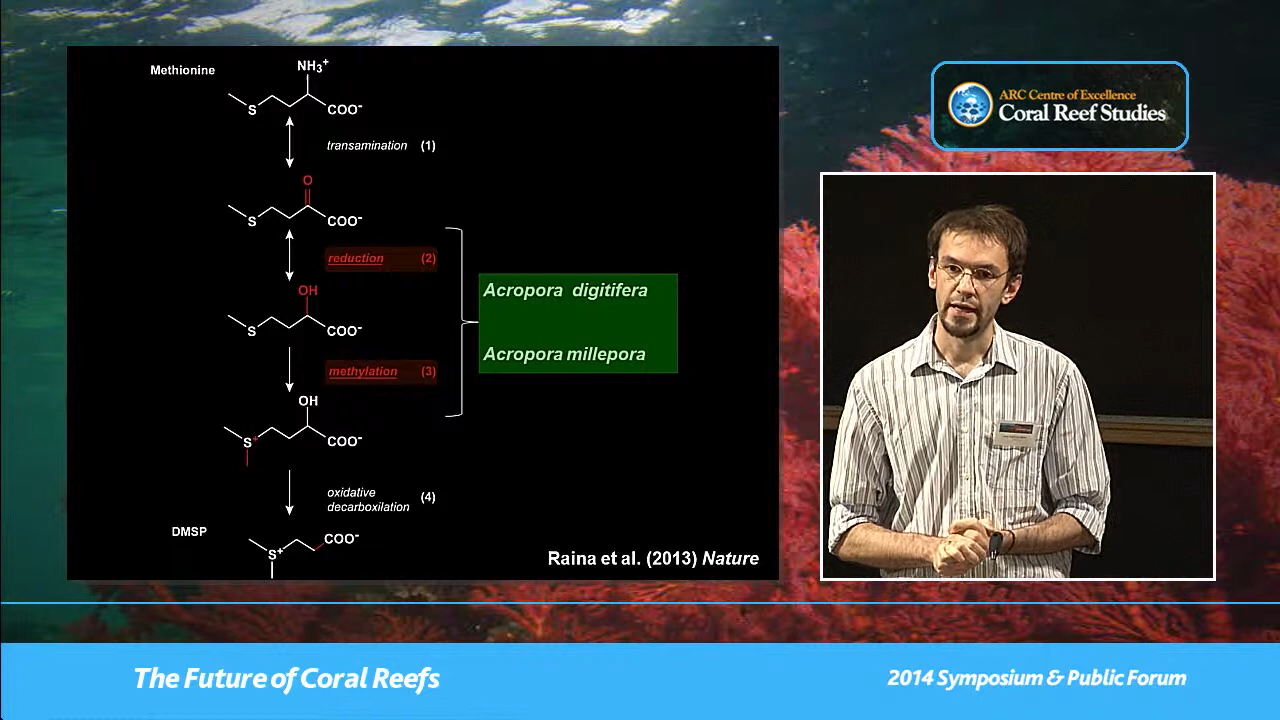 Methionine
NH₃⁺
S
COO⁻
transamination (1)
O
S
COO⁻
reduction (2)
OH
S
COO⁻
methylation (3)
OH
S⁺
COO⁻
oxidative
decarboxilation (4)
DMSP
S⁺
COO⁻
Acropora digitifera
Acropora millepora
Raina et al. (2013) Nature
ARC Centre of Excellence
Coral Reef Studies
The Future of Coral Reefs
2014 Symposium & Public Forum